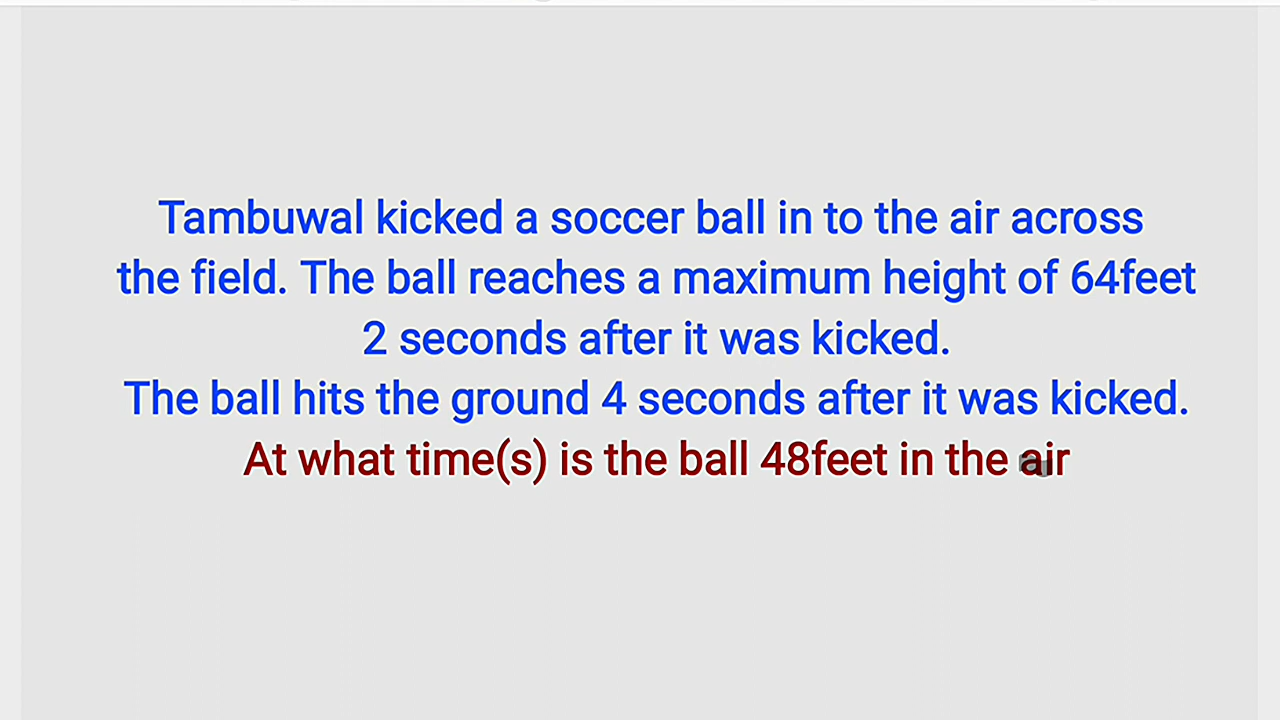 Tambuwal kicked a soccer ball in to the air across
the field. The ball reaches a maximum height of 64feet
2 seconds after it was kicked.
The ball hits the ground 4 seconds after it was kicked.
At what time(s) is the ball 48feet in the air